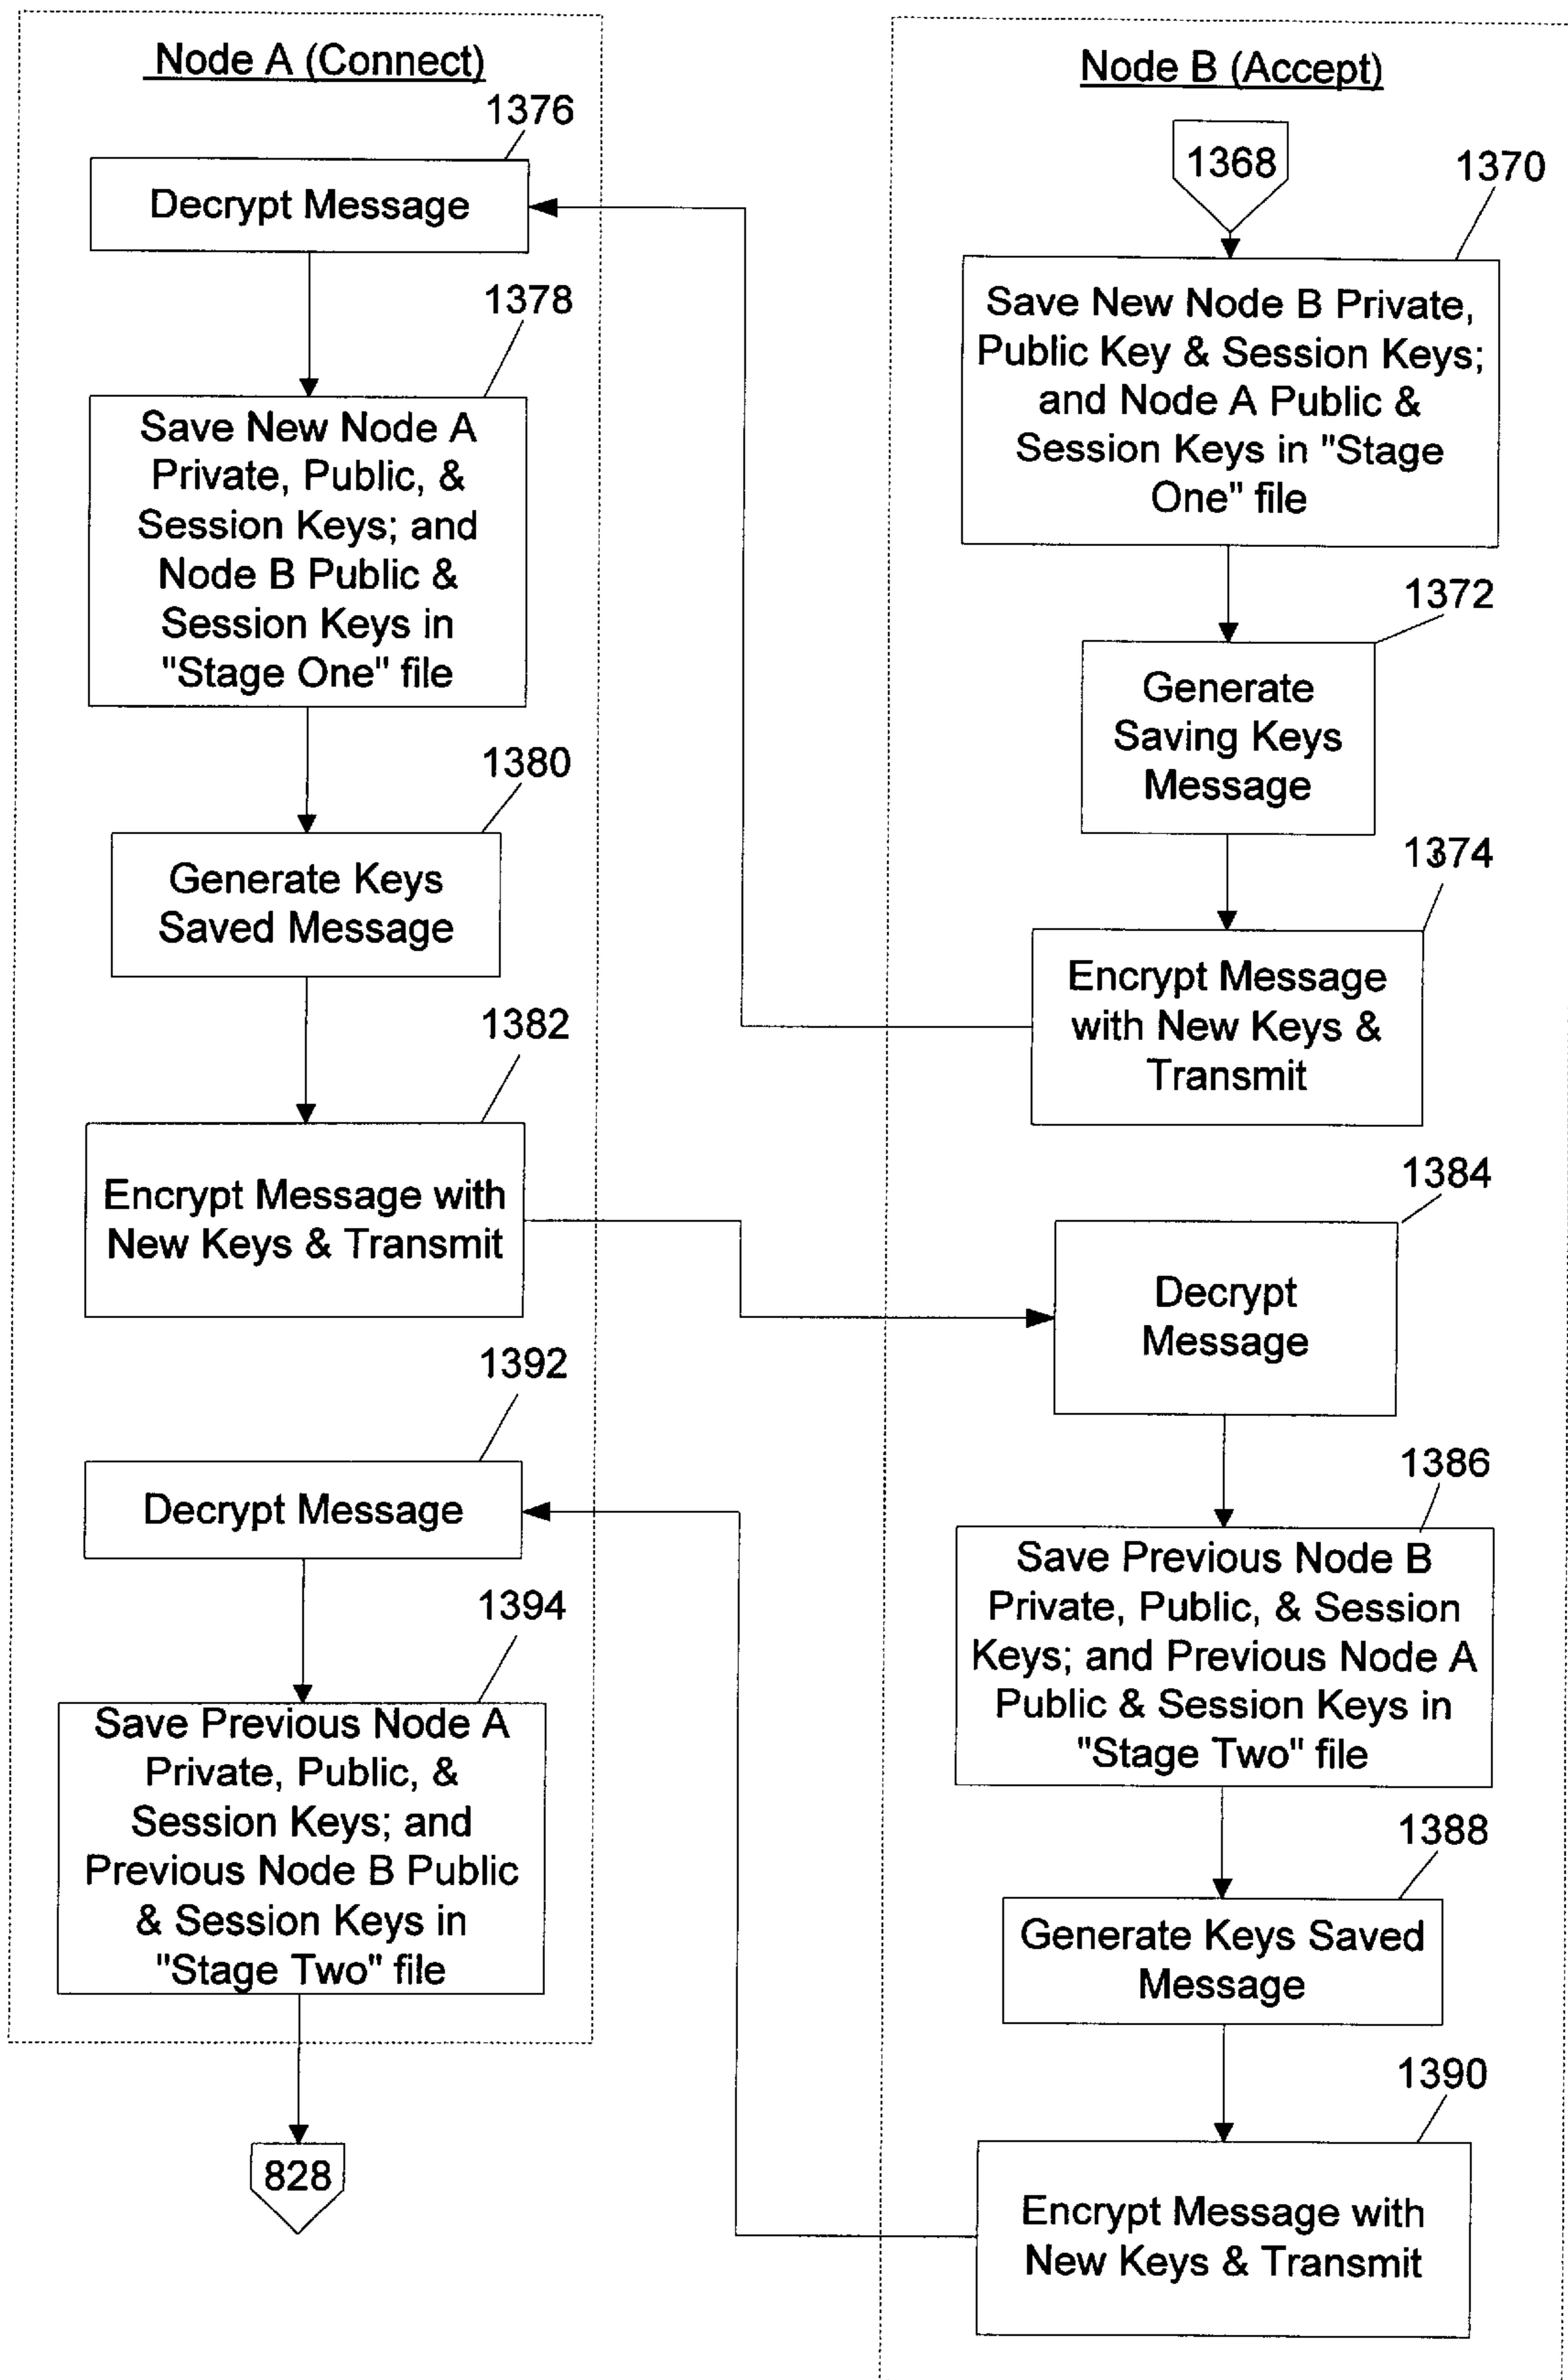 Node A (Connect)
1376
Decrypt Message
1378
Save New Node A
Private, Public, &
Session Keys; and
Node B Public &
Session Keys in
"Stage One" file
1380
Generate Keys
Saved Message
1382
Encrypt Message with
New Keys & Transmit
1392
Decrypt Message
1394
Save Previous Node A
Private, Public, &
Session Keys; and
Previous Node B Public
& Session Keys in
"Stage Two" file
828
Node B (Accept)
1368
1370
Save New Node B Private,
Public Key & Session Keys;
and Node A Public &
Session Keys in "Stage
One" file
1372
Generate
Saving Keys
Message
1374
Encrypt Message
with New Keys &
Transmit
1384
Decrypt
Message
1386
Save Previous Node B
Private, Public, & Session
Keys; and Previous Node A
Public & Session Keys in
"Stage Two" file
1388
Generate Keys Saved
Message
1390
Encrypt Message with
New Keys & Transmit